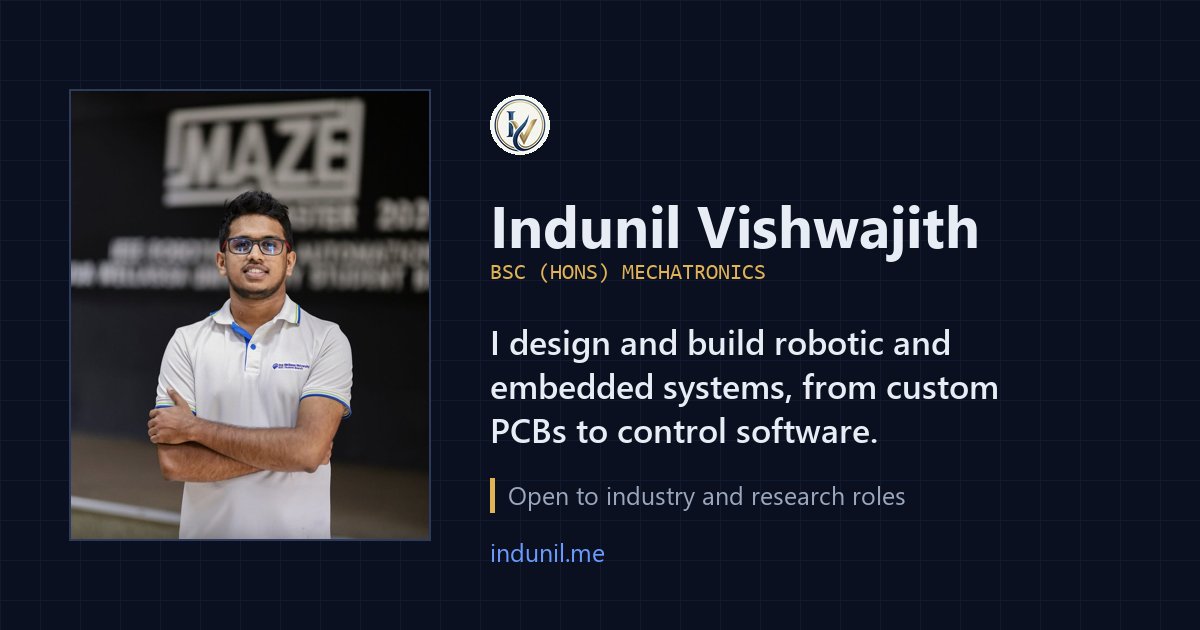 MAZE
Indunil Vishwajith
BSC (HONS) MECHATRONICS
I design and build robotic and
embedded systems, from custom
PCBs to control software.
Open to industry and research roles
indunil.me